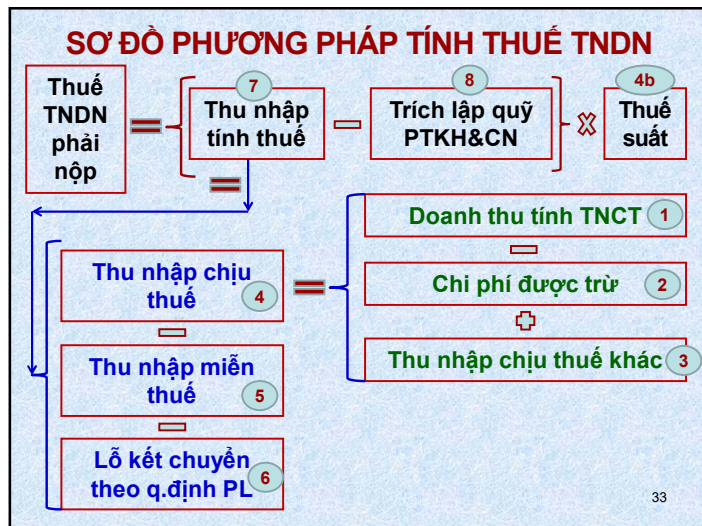 SƠ ĐỒ PHƯƠNG PHÁP TÍNH THUẾ TNDN
Thuế
TNDN
phải
nộp
7
Thu nhập
tính thuế
8
Trích lập quỹ
PTKH&CN
4b
Thuế
suất
Doanh thu tính TNCT 1
Thu nhập chịu
thuế 4
Chi phí được trừ 2
Thu nhập miễn
thuế 5
Thu nhập chịu thuế khác 3
Lỗ kết chuyển
theo q.định PL 6
33